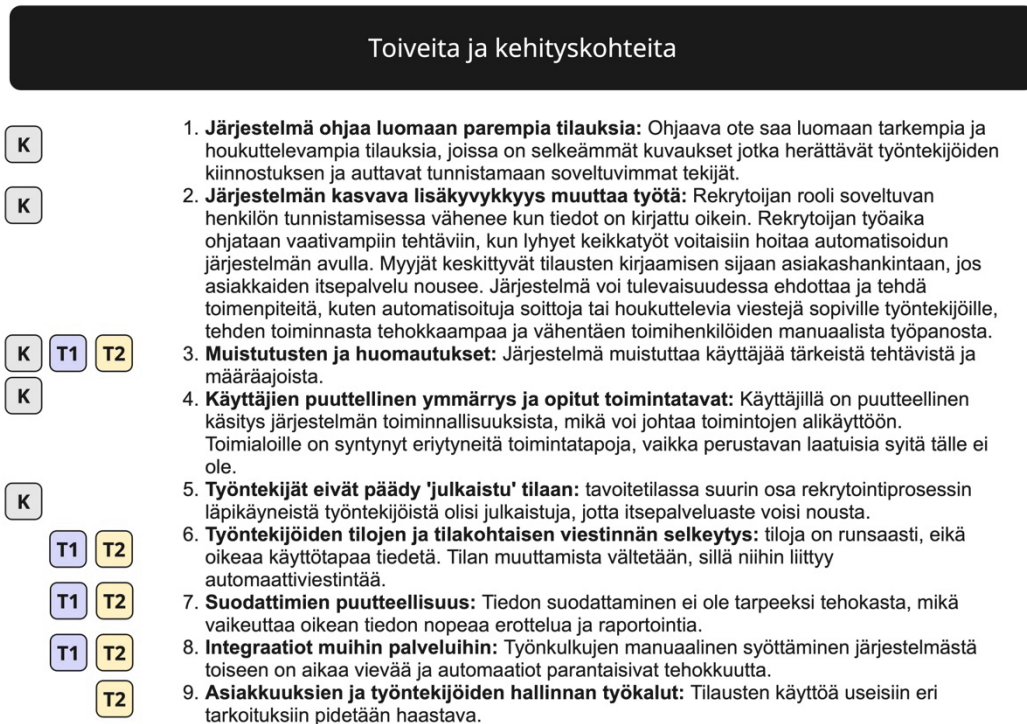 Toiveita ja kehityskohteita
K
1. Järjestelmä ohjaa luomaan parempia tilauksia: Ohjaava ote saa luomaan tarkempia ja
houkuttelevampia tilauksia, joissa on selkeämmät kuvaukset jotka herättävät työntekijöiden
kiinnostuksen ja auttavat tunnistamaan soveltuvimmat tekijät.
K
2. Järjestelmän kasvava lisäkyvykkyys muuttaa työtä: Rekrytoijan rooli soveltuvan
henkilön tunnistamisessa vähenee kun tiedot on kirjattu oikein. Rekrytoijan työaika
ohjataan vaativampiin tehtäviin, kun lyhyet keikkatyöt voitaisiin hoitaa automatisoidun
järjestelmän avulla. Myyjät keskittyvät tilausten kirjaamisen sijaan asiakashankintaan, jos
asiakkaiden itsepalvelu nousee. Järjestelmä voi tulevaisuudessa ehdottaa ja tehdä
toimenpiteitä, kuten automatisoituja soittoja tai houkuttelevia viestejä sopiville työntekijöille,
tehden toiminnasta tehokkaampaa ja vähentäen toimihenkilöiden manuaalista työpanosta.
K T1 T2
3. Muistutusten ja huomautukset: Järjestelmä muistuttaa käyttäjää tärkeistä tehtävistä ja
määräajoista.
K
4. Käyttäjien puuttellinen ymmärrys ja opitut toimintatavat: Käyttäjillä on puutteellinen
käsitys järjestelmän toiminnallisuuksista, mikä voi johtaa toimintojen alikäyttöön.
Toimialoille on syntynyt eriytyneitä toimintatapoja, vaikka perustavan laatuisia syitä tälle ei
ole.
K
5. Työntekijät eivät päädy 'julkaistu' tilaan: tavoitetilassa suurin osa rekrytointiprosessin
läpikäyneistä työntekijöistä olisi julkaistuja, jotta itsepalveluaste voisi nousta.
T1 T2
6. Työntekijöiden tilojen ja tilakohtaisen viestinnän selkeytys: tiloja on runsaasti, eikä
oikeaa käyttötapaa tiedetä. Tilan muuttamista vältetään, sillä niihin liittyy
automaattiviestintää.
T1 T2
7. Suodattimien puutteellisuus: Tiedon suodattaminen ei ole tarpeeksi tehokasta, mikä
vaikeuttaa oikean tiedon nopeaa erottelua ja raportointia.
T1 T2
8. Integraatiot muihin palveluihin: Työnkulkujen manuaalinen syöttäminen järjestelmästä
toiseen on aikaa vievää ja automaatiot parantaisivat tehokkuutta.
T2
9. Asiakkuuksien ja työntekijöiden hallinnan työkalut: Tilausten käyttöä useisiin eri
tarkoituksiin pidetään haastava.